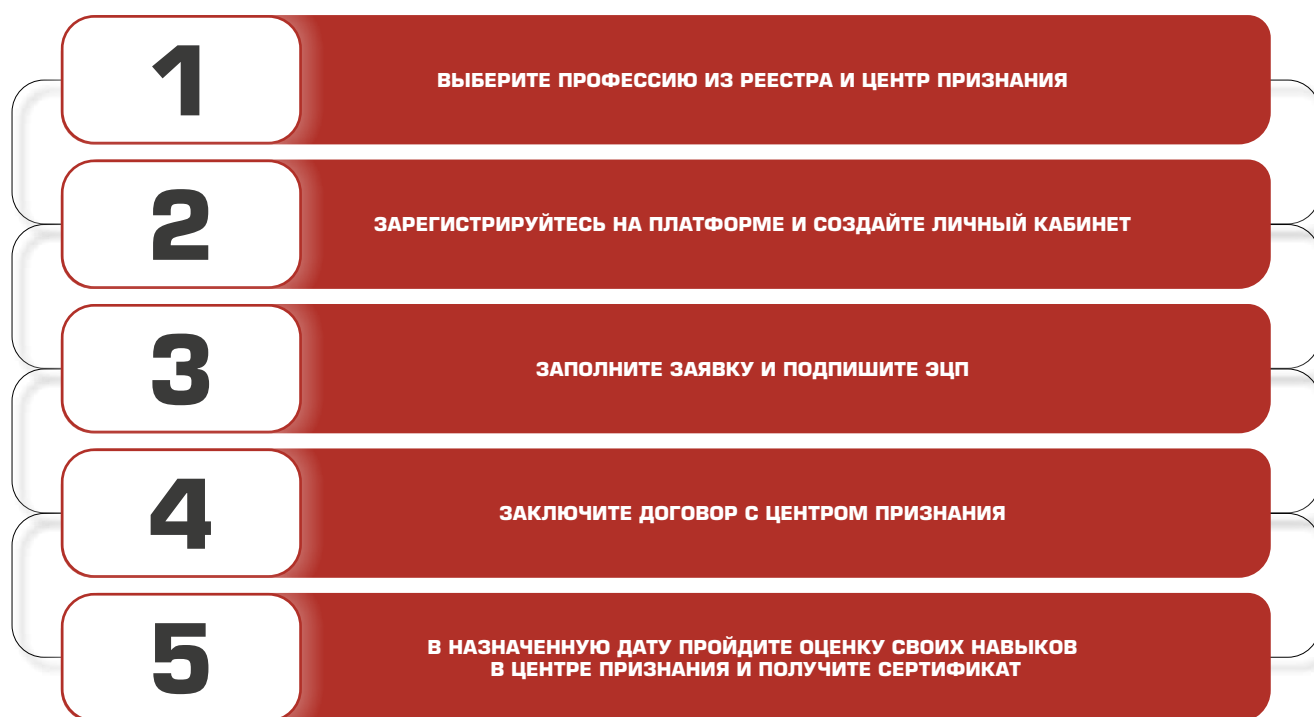 1
ВЫБЕРИТЕ ПРОФЕССИЮ ИЗ РЕЕСТРА И ЦЕНТР ПРИЗНАНИЯ
2
ЗАРЕГИСТРИРУЙТЕСЬ НА ПЛАТФОРМЕ И СОЗДАЙТЕ ЛИЧНЫЙ КАБИНЕТ
3
ЗАПОЛНИТЕ ЗАЯВКУ И ПОДПИШИТЕ ЭЦП
4
ЗАКЛЮЧИТЕ ДОГОВОР С ЦЕНТРОМ ПРИЗНАНИЯ
5
В НАЗНАЧЕННУЮ ДАТУ ПРОЙДИТЕ ОЦЕНКУ СВОИХ НАВЫКОВ
В ЦЕНТРЕ ПРИЗНАНИЯ И ПОЛУЧИТЕ СЕРТИФИКАТ